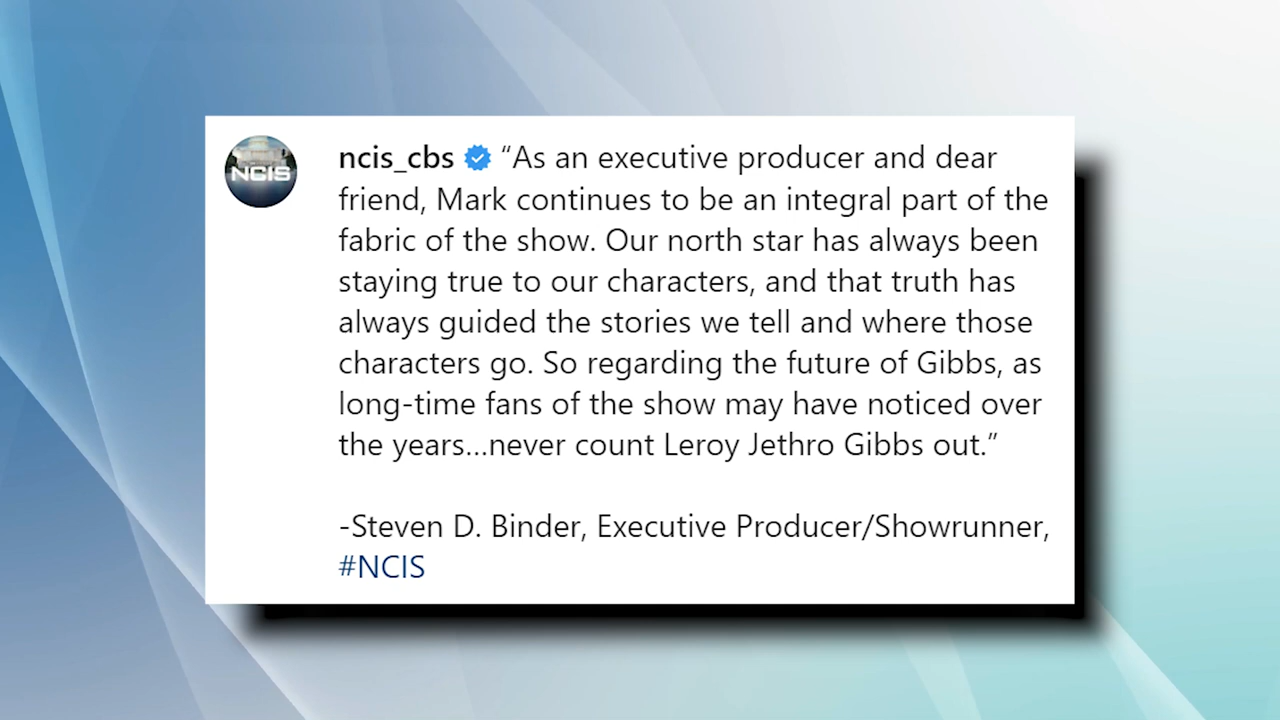 NCIS
ncis_cbs “As an executive producer and dear
friend, Mark continues to be an integral part of the
fabric of the show. Our north star has always been
staying true to our characters, and that truth has
always guided the stories we tell and where those
characters go. So regarding the future of Gibbs, as
long-time fans of the show may have noticed over
the years...never count Leroy Jethro Gibbs out.”
-Steven D. Binder, Executive Producer/Showrunner,
#NCIS